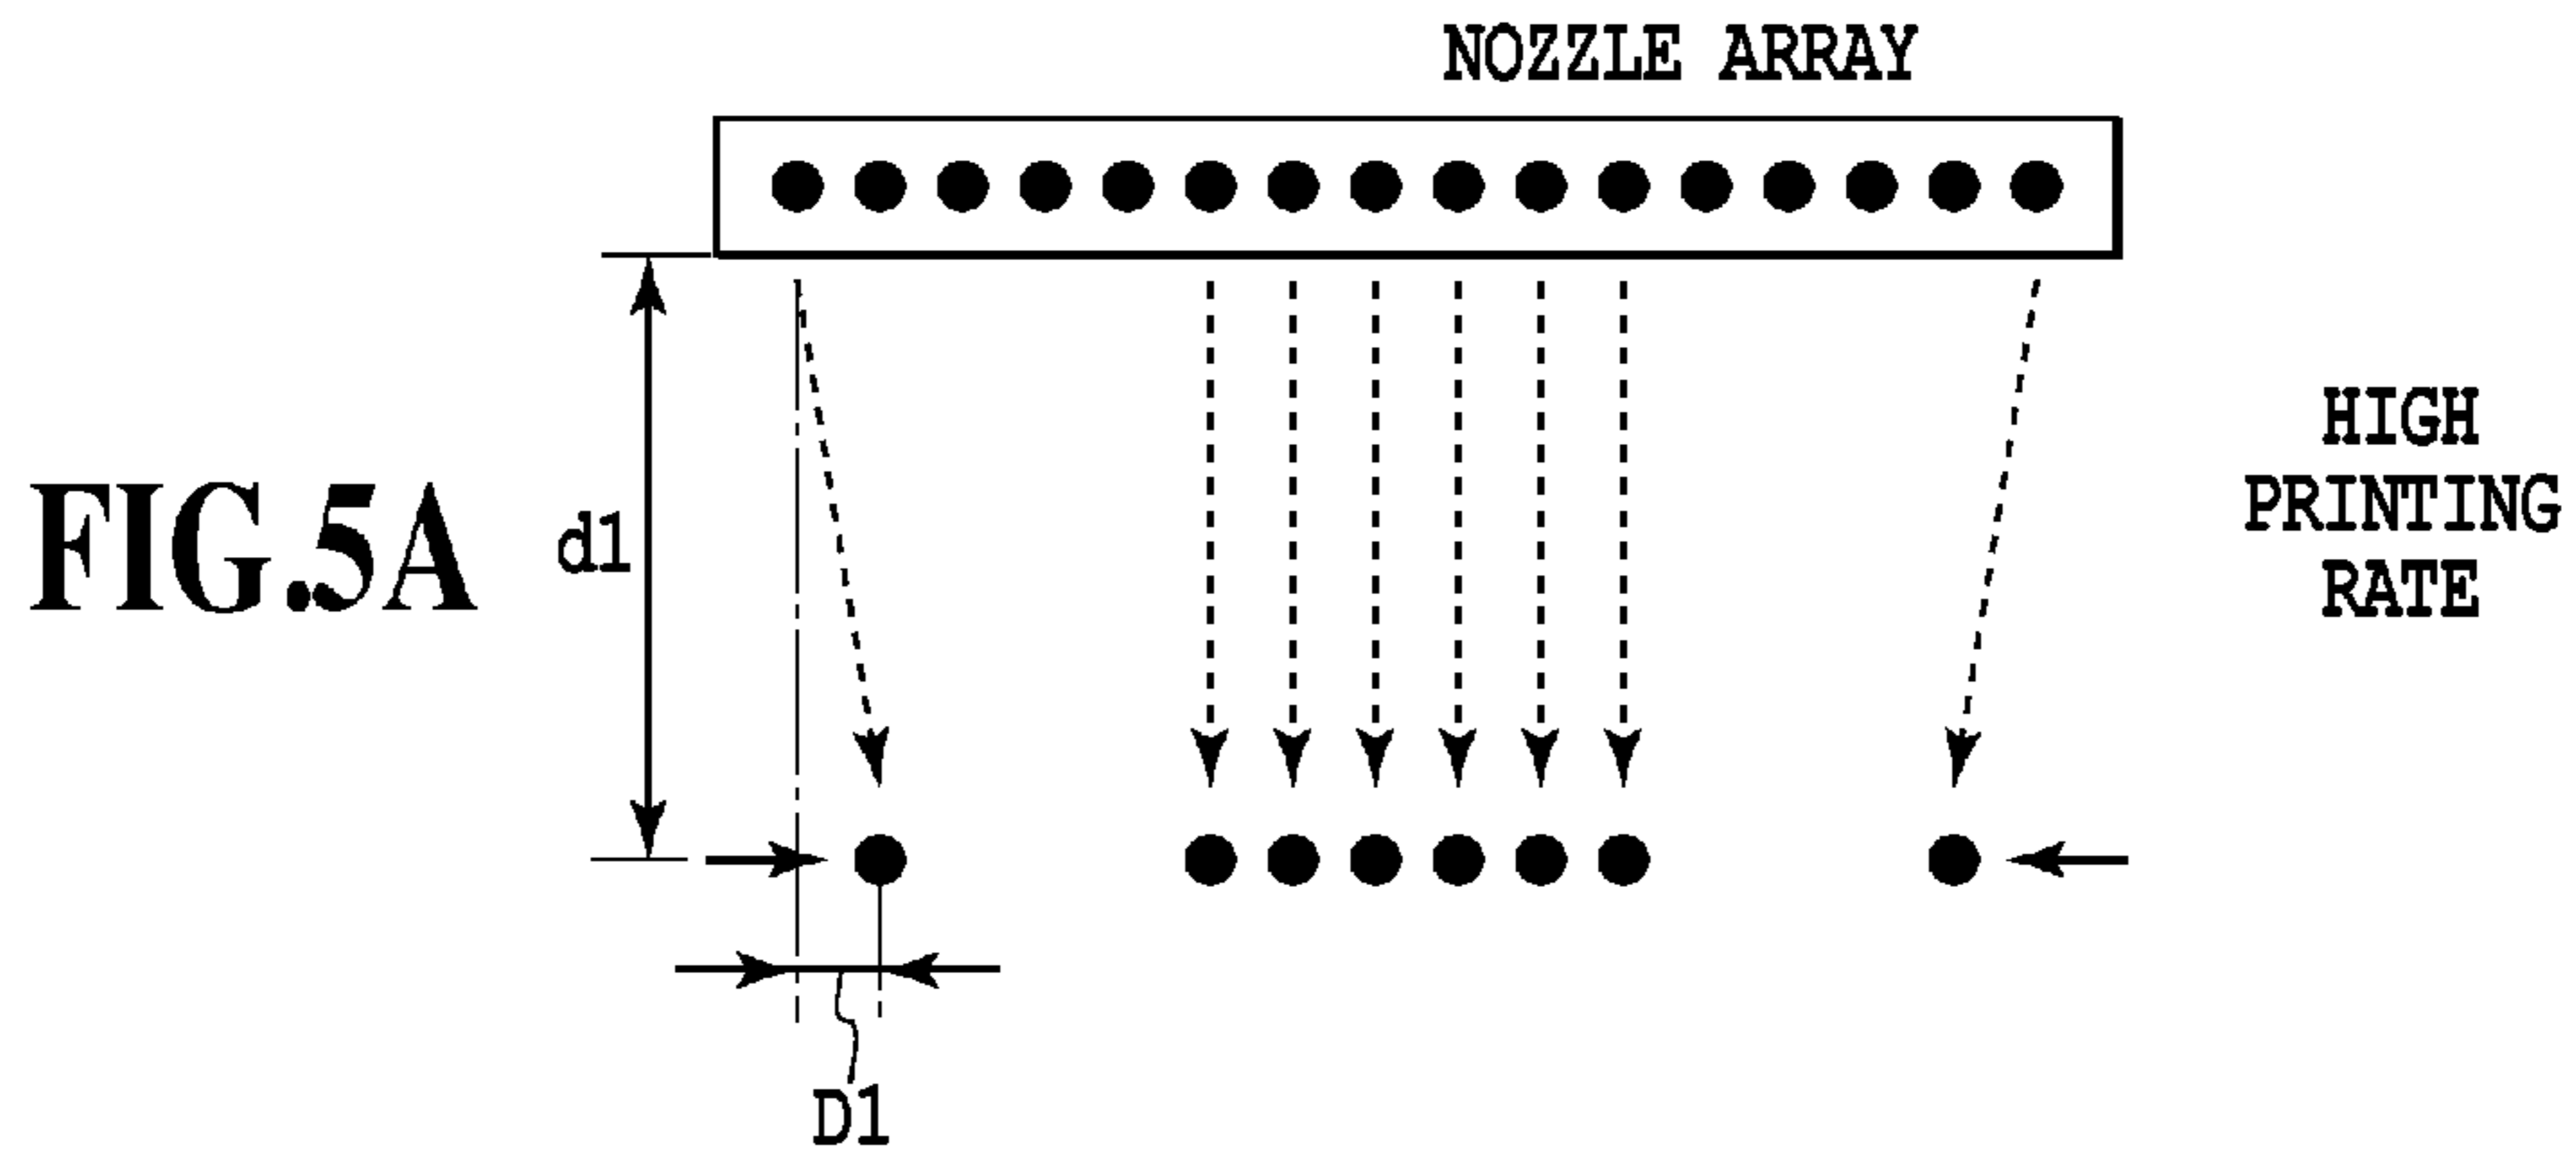 NOZZLE ARRAY
FIG.5A
d1
HIGH
PRINTING
RATE
D1